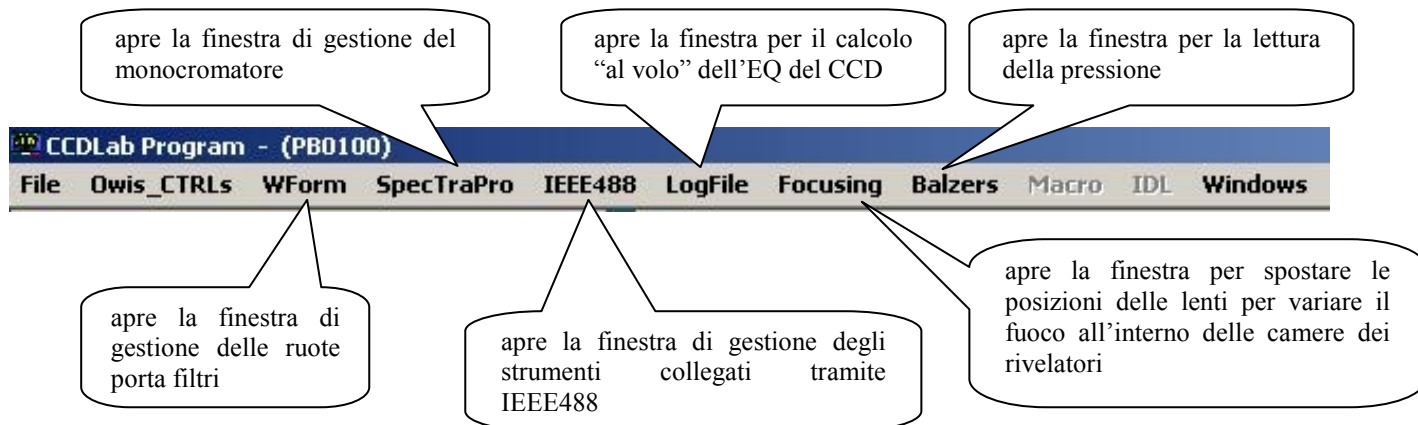 apre la finestra di gestione del
monocromatore
apre la finestra per il calcolo
“al volo” dell’EQ del CCD
apre la finestra per la lettura
della pressione
CCDLab Program - (PB0100)
File Owis_CTRLs WForm SpecTraPro IEEE488 LogFile Focusing Balzers Macro IDL Windows
apre la finestra di
gestione delle ruote
porta filtri
apre la finestra di gestione degli
strumenti collegati tramite
IEEE488
apre la finestra per spostare le
posizioni delle lenti per variare il
fuoco all’interno delle camere dei
rivelatori